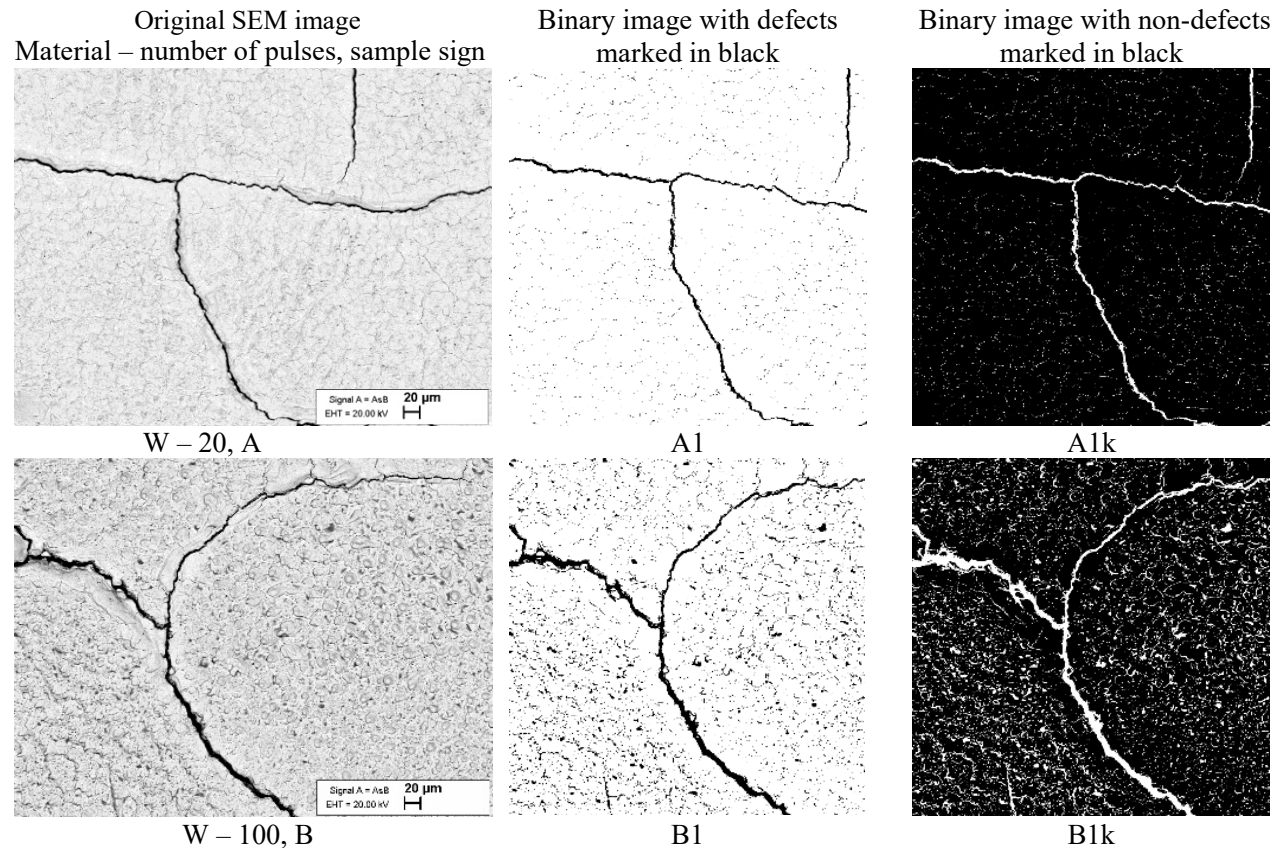 Original SEM image
Material – number of pulses, sample sign
Binary image with defects
marked in black
Binary image with non-defects
marked in black
Signal A = AsB
EHT = 20.00 kV
20 µm
W – 20, A
A1
A1k
Signal A = AsB
EHT = 20.00 kV
20 µm
W – 100, B
B1
B1k